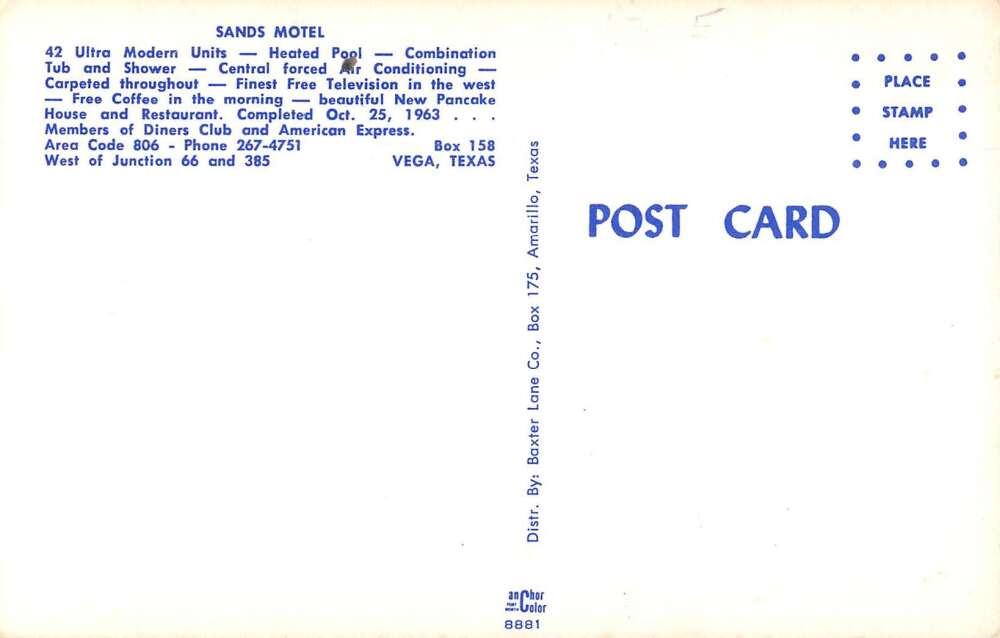 SANDS MOTEL
42 Ultra Modern Units — Heated Pool — Combination
Tub and Shower — Central forced Air Conditioning —
Carpeted throughout — Finest Free Television in the west
— Free Coffee in the morning — beautiful New Pancake
House and Restaurant. Completed Oct. 25, 1963 . . .
Members of Diners Club and American Express.
Area Code 806 - Phone 267-4751 Box 158
West of Junction 66 and 385 VEGA, TEXAS
Distr. By: Baxter Lane Co., Box 175, Amarillo, Texas
PLACE
STAMP
HERE
POST CARD
anChor
FORT WORTH Color
8881